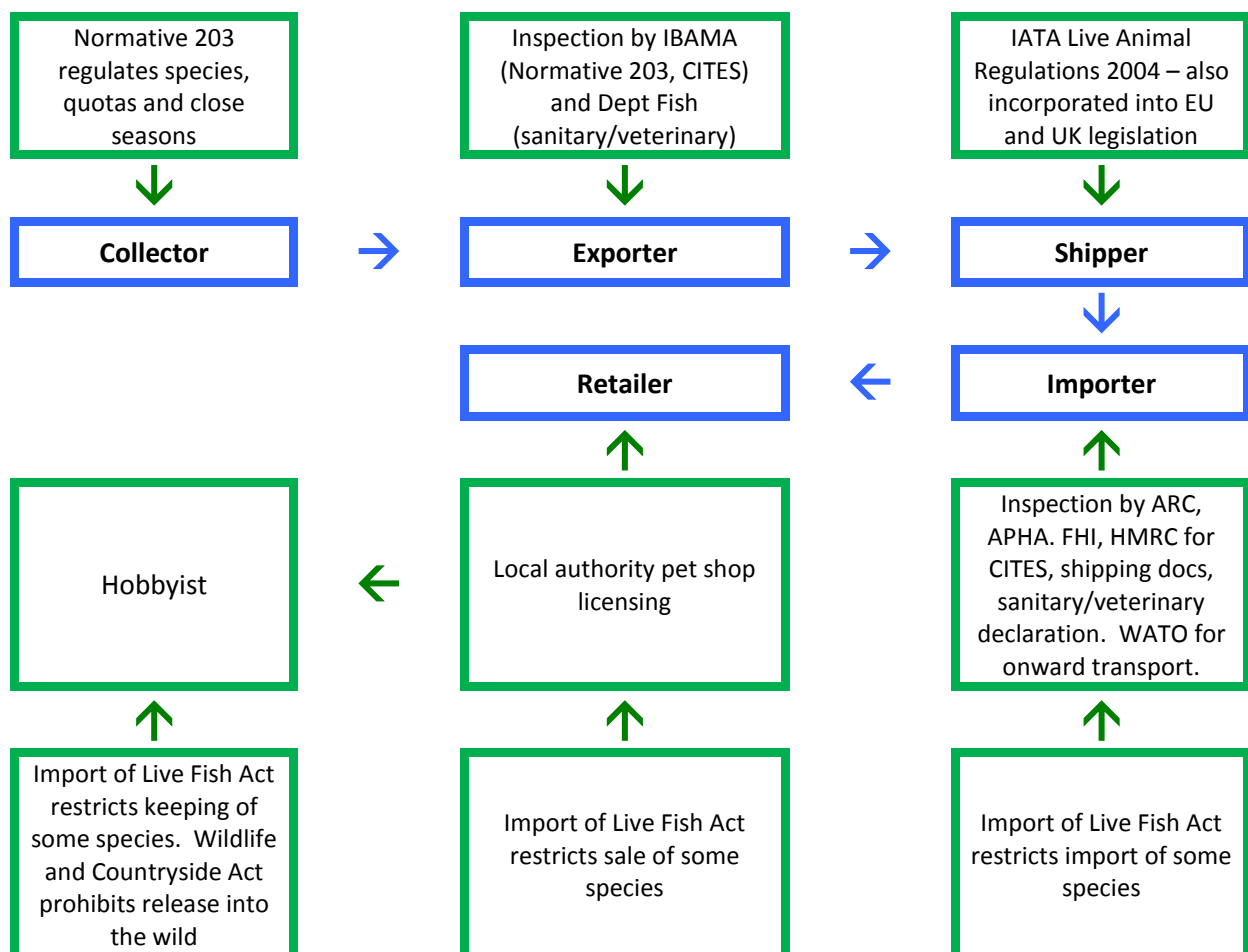 Normative 203
regulates species,
quotas and close
seasons
Inspection by IBAMA
(Normative 203, CITES)
and Dept Fish
(sanitary/veterinary)
IATA Live Animal
Regulations 2004 – also
incorporated into EU
and UK legislation
Collector
Exporter
Shipper
Retailer
Importer
Hobbyist
Local authority pet shop
licensing
Inspection by ARC,
APHA. FHI, HMRC for
CITES, shipping docs,
sanitary/veterinary
declaration.  WATO for
onward transport.
Import of Live Fish Act
restricts keeping of
some species.  Wildlife
and Countryside Act
prohibits release into
the wild
Import of Live Fish Act
restricts sale of some
species
Import of Live Fish Act
restricts import of some
species